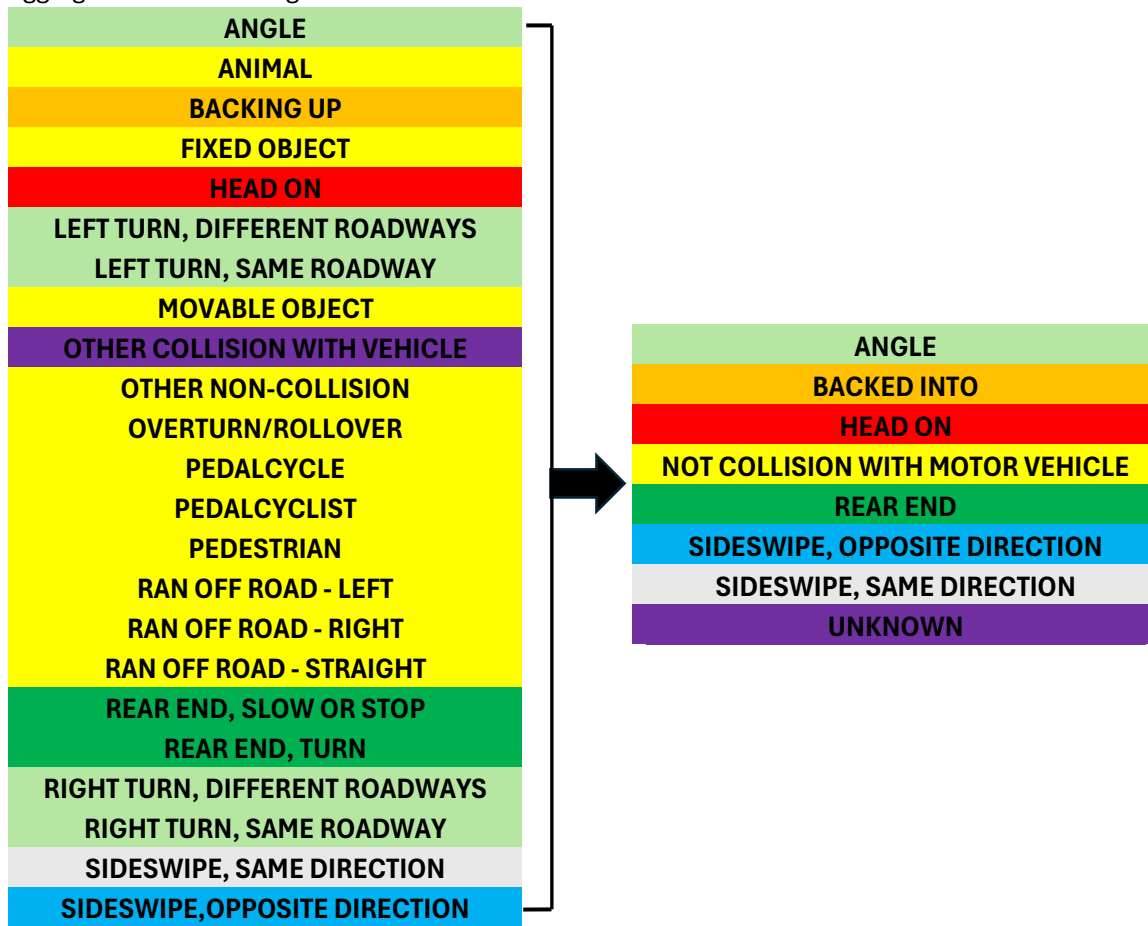 ANGLE
ANIMAL
BACKING UP
FIXED OBJECT
HEAD ON
LEFT TURN, DIFFERENT ROADWAYS
LEFT TURN, SAME ROADWAY
MOVABLE OBJECT
OTHER COLLISION WITH VEHICLE
OTHER NON-COLLISION
OVERTURN/ROLLOVER
PEDALCYCLE
PEDALCYCLIST
PEDESTRIAN
RAN OFF ROAD - LEFT
RAN OFF ROAD - RIGHT
RAN OFF ROAD - STRAIGHT
REAR END, SLOW OR STOP
REAR END, TURN
RIGHT TURN, DIFFERENT ROADWAYS
RIGHT TURN, SAME ROADWAY
SIDESWIPE, SAME DIRECTION
SIDESWIPE,OPPOSITE DIRECTION
ANGLE
BACKED INTO
HEAD ON
NOT COLLISION WITH MOTOR VEHICLE
REAR END
SIDESWIPE, OPPOSITE DIRECTION
SIDESWIPE, SAME DIRECTION
UNKNOWN